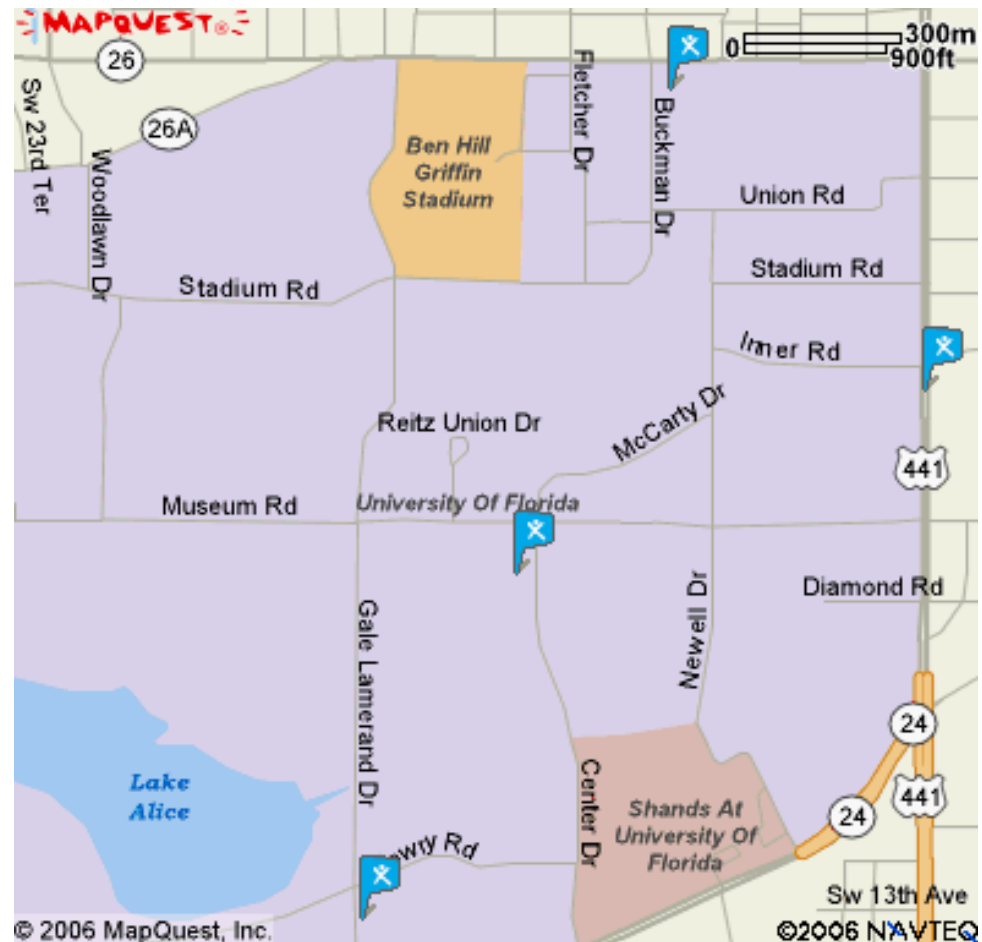 MAPQUEST®
26
0
300m
900ft
Sw 23rd Ter
26A
Woodlawn Dr
Ben Hill
Griffin
Stadium
Fletcher Dr
Buckman Dr
Union Rd
Stadium Rd
Stadium Rd
Inner Rd
Reitz Union Dr
McCarty Dr
441
Museum Rd
University Of Florida
Diamond Rd
Gale Lamerand Dr
Newell Dr
24
Lake
Alice
Center Dr
Shands At
University Of
Florida
441
24
owry Rd
Sw 13th Ave
© 2006 MapQuest, Inc.
©2006 NAVTEQ